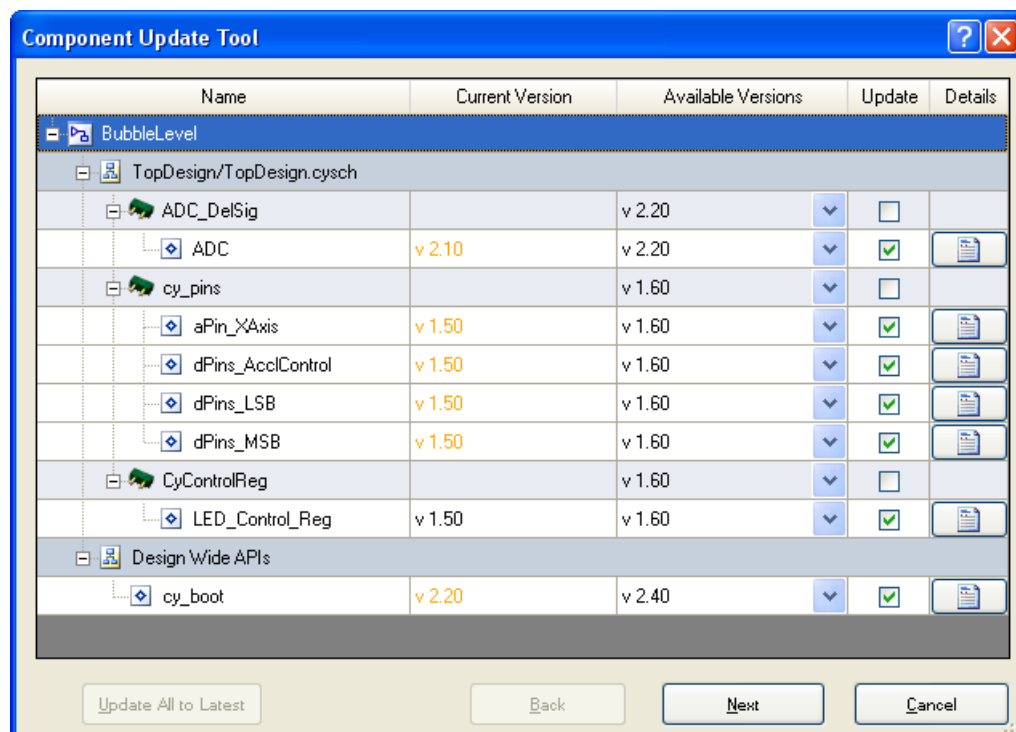 Component Update Tool
Name Current Version Available Versions Update Details
BubbleLevel
TopDesign/TopDesign.cysch
ADC_DelSig v 2.20
ADC v 2.10 v 2.20
cy_pins v 1.60
aPin_XAxis v 1.50 v 1.60
dPins_AcclControl v 1.50 v 1.60
dPins_LSB v 1.50 v 1.60
dPins_MSB v 1.50 v 1.60
CyControlReg v 1.60
LED_Control_Reg v 1.50 v 1.60
Design Wide APIs
cy_boot v 2.20 v 2.40
Update All to Latest Back Next Cancel